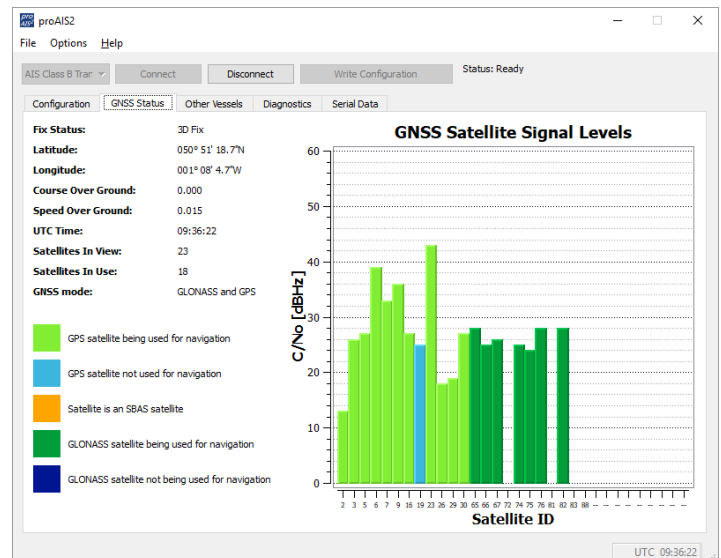 proAIS2
File Options Help
AIS Class B Trar Connect Disconnect Write Configuration Status: Ready
Configuration GNSS Status Other Vessels Diagnostics Serial Data
Fix Status: 3D Fix
Latitude: 050° 51' 18.7"N
Longitude: 001° 08' 4.7"W
Course Over Ground: 0.000
Speed Over Ground: 0.015
UTC Time: 09:36:22
Satellites In View: 23
Satellites In Use: 18
GNSS mode: GLONASS and GPS
GPS satellite being used for navigation
GPS satellite not used for navigation
Satellite is an SBAS satellite
GLONASS satellite being used for navigation
GLONASS satellite not being used for navigation
GNSS Satellite Signal Levels
C/No [dBHz]
60
50
40
30
20
10
0
2 3 5 6 7 9 16 19 23 26 29 30 65 66 67 72 74 75 76 81 82 83 88 -- -- -- -- -- -- -- --
Satellite ID
UTC 09:36:22